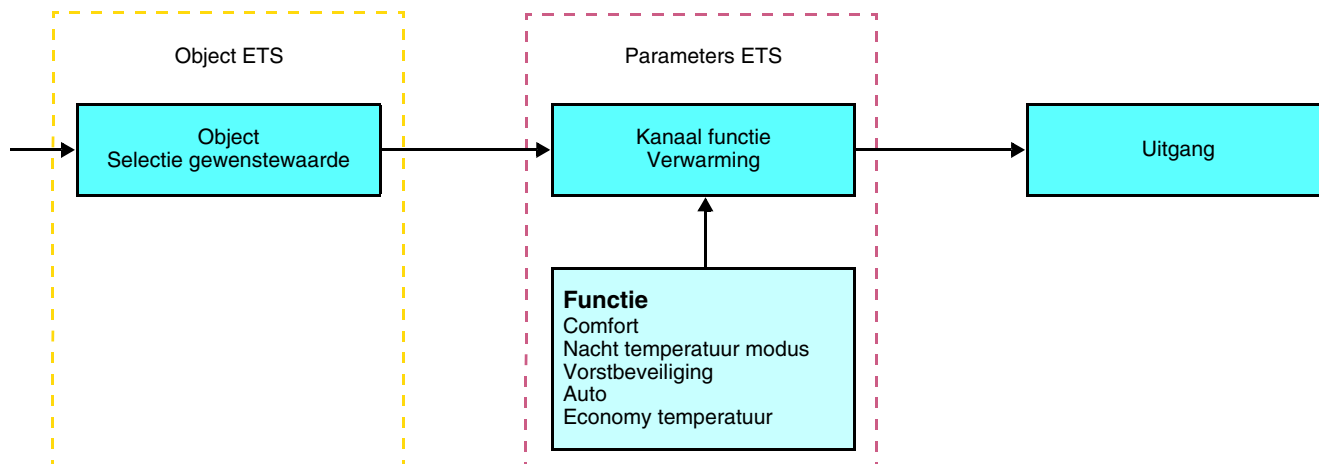 Object ETS
Parameters ETS
Object
Selectie gewenstewaarde
Kanaal functie
Verwarming
Uitgang
Functie
Comfort
Nacht temperatuur modus
Vorstbeveiliging
Auto
Economy temperatuur